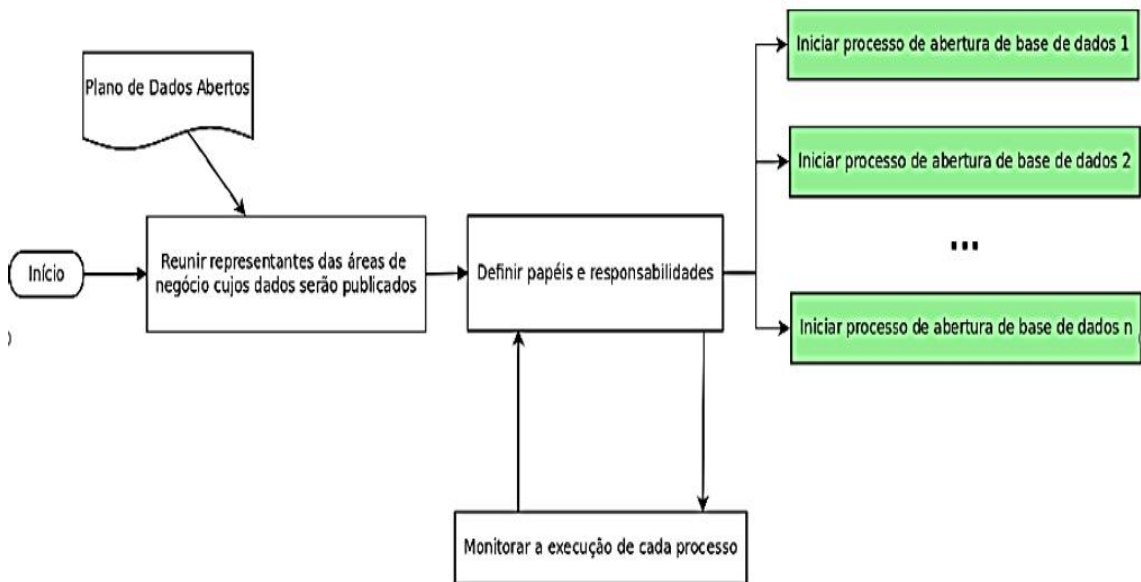 Plano de Dados Abertos
Início
Reunir representantes das áreas de
negócio cujos dados serão publicados
Definir papéis e responsabilidades
Iniciar processo de abertura de base de dados 1
Iniciar processo de abertura de base de dados 2
...
Iniciar processo de abertura de base de dados n
Monitorar a execução de cada processo